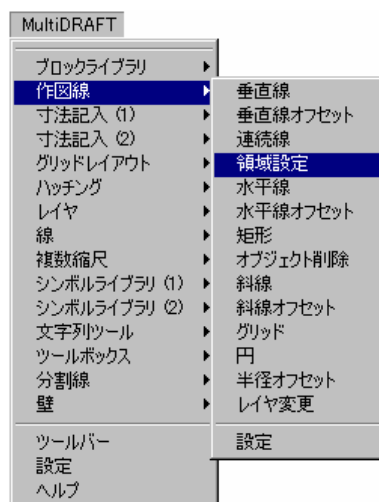 MultiDRAFT
ブロックライブラリ
作図線
寸法記入 (1)
寸法記入 (2)
グリッドレイアウト
ハッチング
レイヤ
線
複数縮尺
シンボルライブラリ (1)
シンボルライブラリ (2)
文字列ツール
ツールボックス
分割線
壁
ツールバー
設定
ヘルプ
垂直線
垂直線オフセット
連続線
領域設定
水平線
水平線オフセット
矩形
オブジェクト削除
斜線
斜線オフセット
グリッド
円
半径オフセット
レイヤ変更
設定